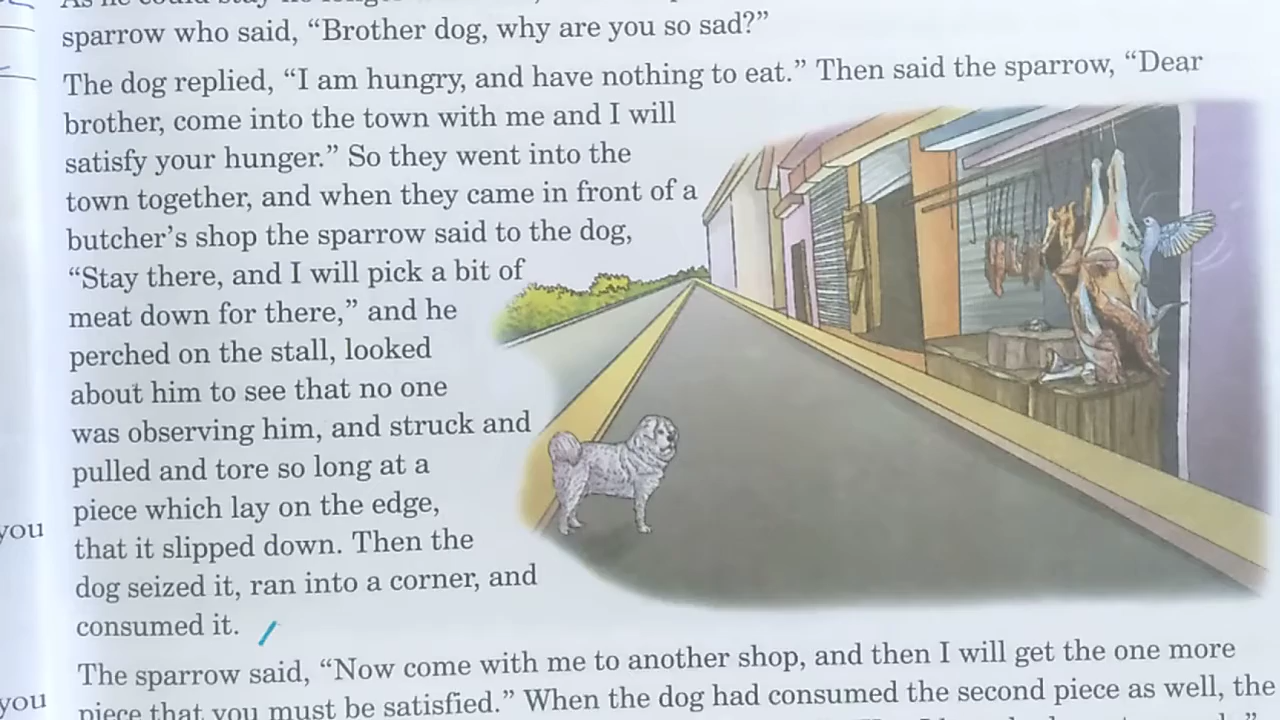 sparrow who said, “Brother dog, why are you so sad?”
The dog replied, “I am hungry, and have nothing to eat.” Then said the sparrow, “Dear
brother, come into the town with me and I will
satisfy your hunger.” So they went into the
town together, and when they came in front of a
butcher’s shop the sparrow said to the dog,
“Stay there, and I will pick a bit of
meat down for there,” and he
perched on the stall, looked
about him to see that no one
was observing him, and struck and
pulled and tore so long at a
piece which lay on the edge,
you
that it slipped down. Then the
dog seized it, ran into a corner, and
consumed it.
The sparrow said, “Now come with me to another shop, and then I will get the one more
you
piece that you must be satisfied.” When the dog had consumed the second piece as well, the